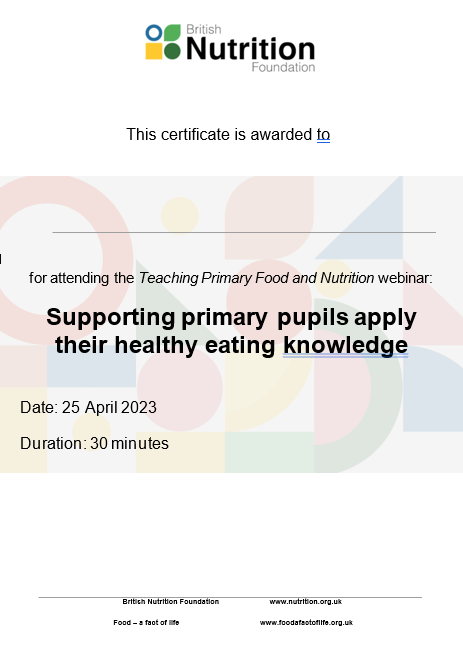 British
Nutrition
Foundation
This certificate is awarded to
for attending the Teaching Primary Food and Nutrition webinar:
Supporting primary pupils apply
their healthy eating knowledge
Date: 25 April 2023
Duration: 30 minutes
British Nutrition Foundation www.nutrition.org.uk
Food – a fact of life www.foodafactoflife.org.uk